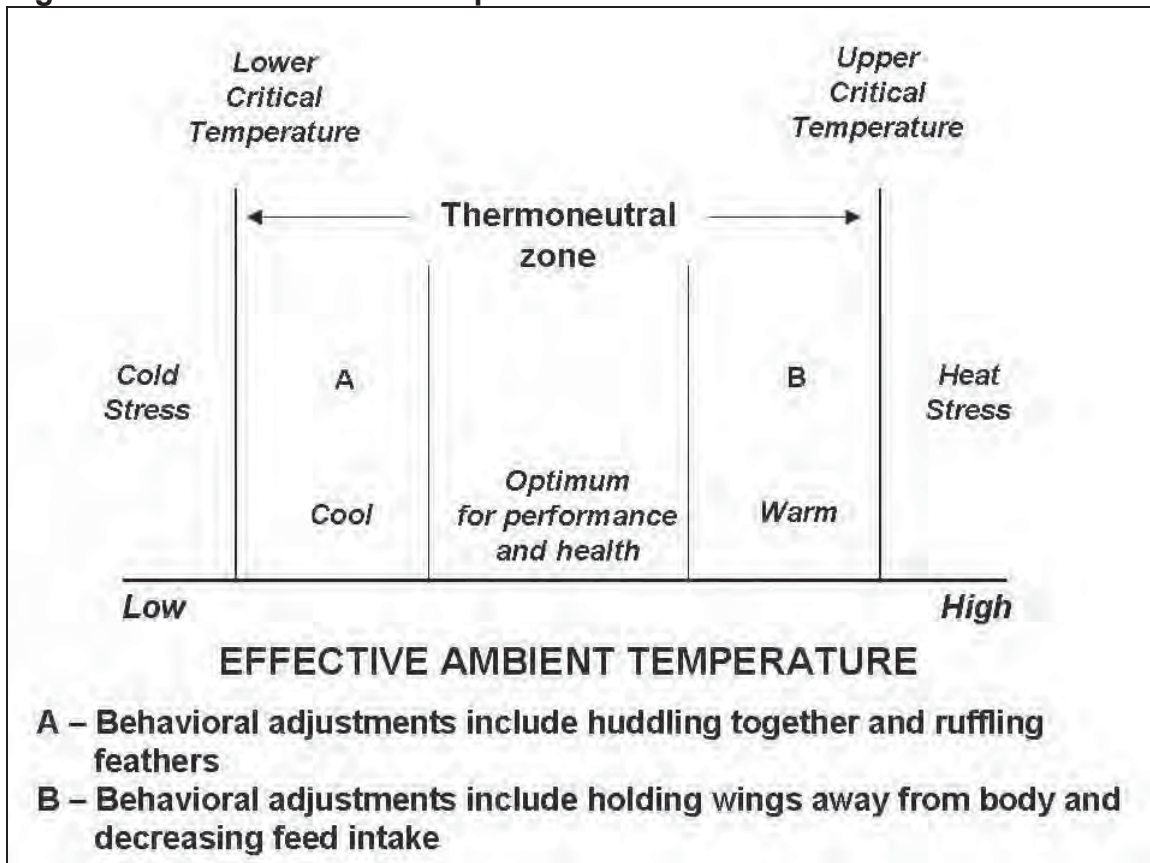 Lower
Critical
Temperature
Upper
Critical
Temperature
Thermoneutral
zone
Cold
Stress
A
B
Heat
Stress
Cool
Optimum
for performance
and health
Warm
Low
High
EFFECTIVE AMBIENT TEMPERATURE
A – Behavioral adjustments include huddling together and ruffling
feathers
B – Behavioral adjustments include holding wings away from body and
decreasing feed intake